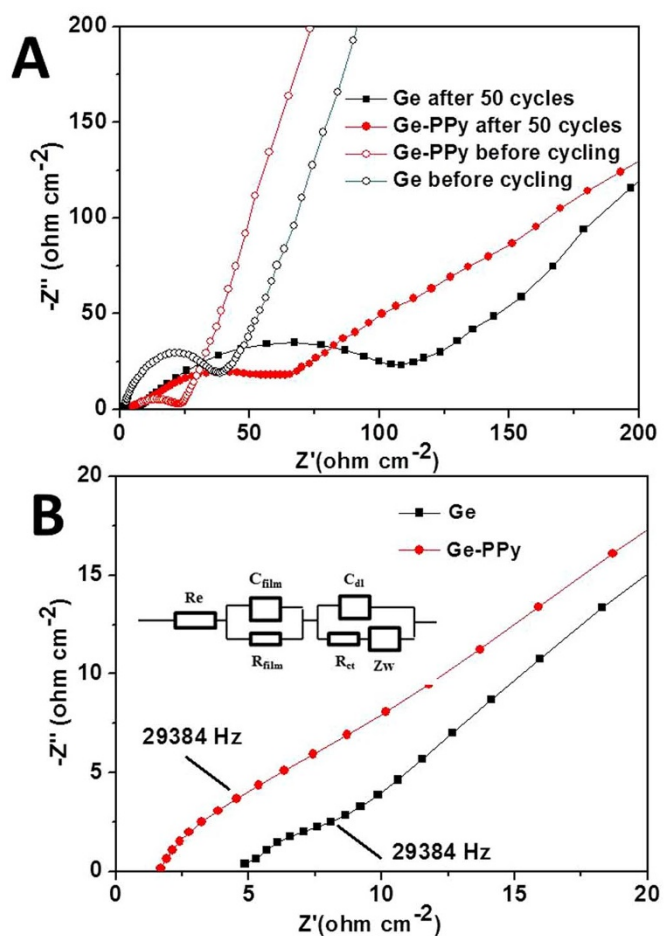 A
200
150
100
50
0
-Z" (ohm cm-2)
Ge after 50 cycles
Ge-PPy after 50 cycles
Ge-PPy before cycling
Ge before cycling
0 50 100 150 200
Z'(ohm cm-2)
B
20
15
10
5
0
-Z" (ohm cm-2)
Ge
Ge-PPy
Re
Cfilm
Rfilm
Cdl
Rct
Zw
29384 Hz
29384 Hz
0 5 10 15 20
Z'(ohm cm-2)